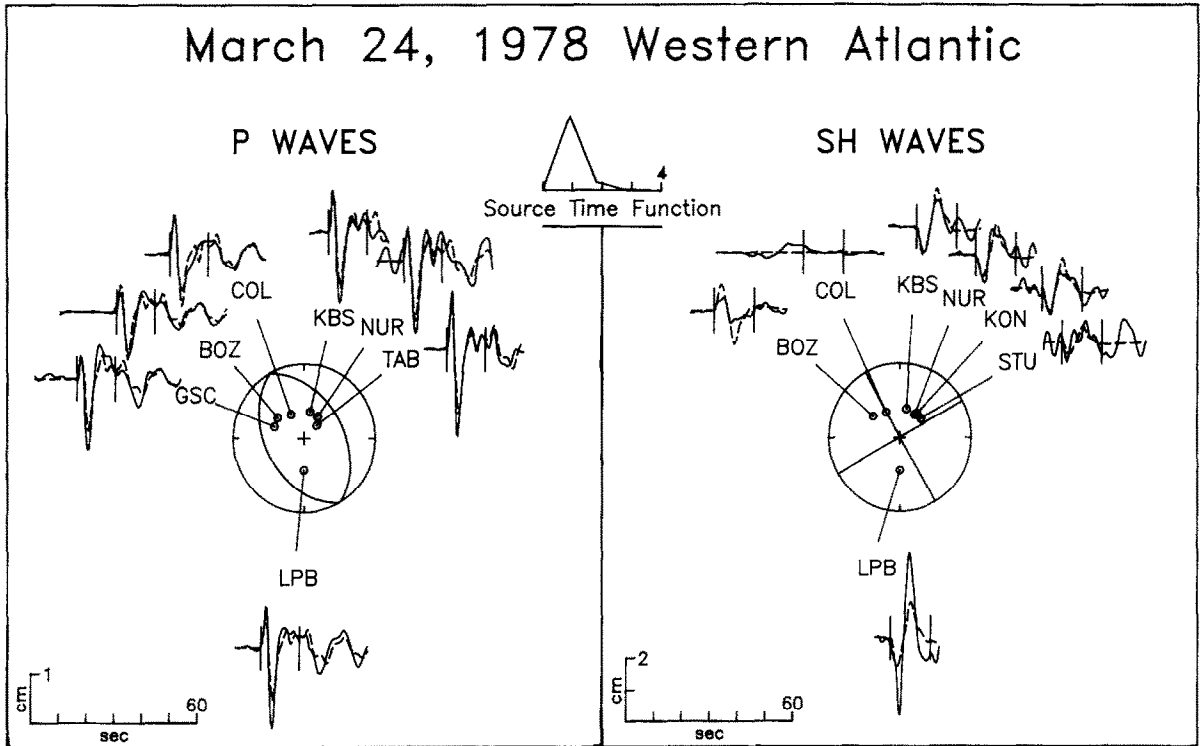 March 24, 1978 Western Atlantic
P WAVES
SH WAVES
4
Source Time Function
COL
KBS
NUR
BOZ
TAB
GSC
LPB
COL
KBS
NUR
KON
BOZ
STU
LPB
1
cm
60
sec
2
cm
60
sec